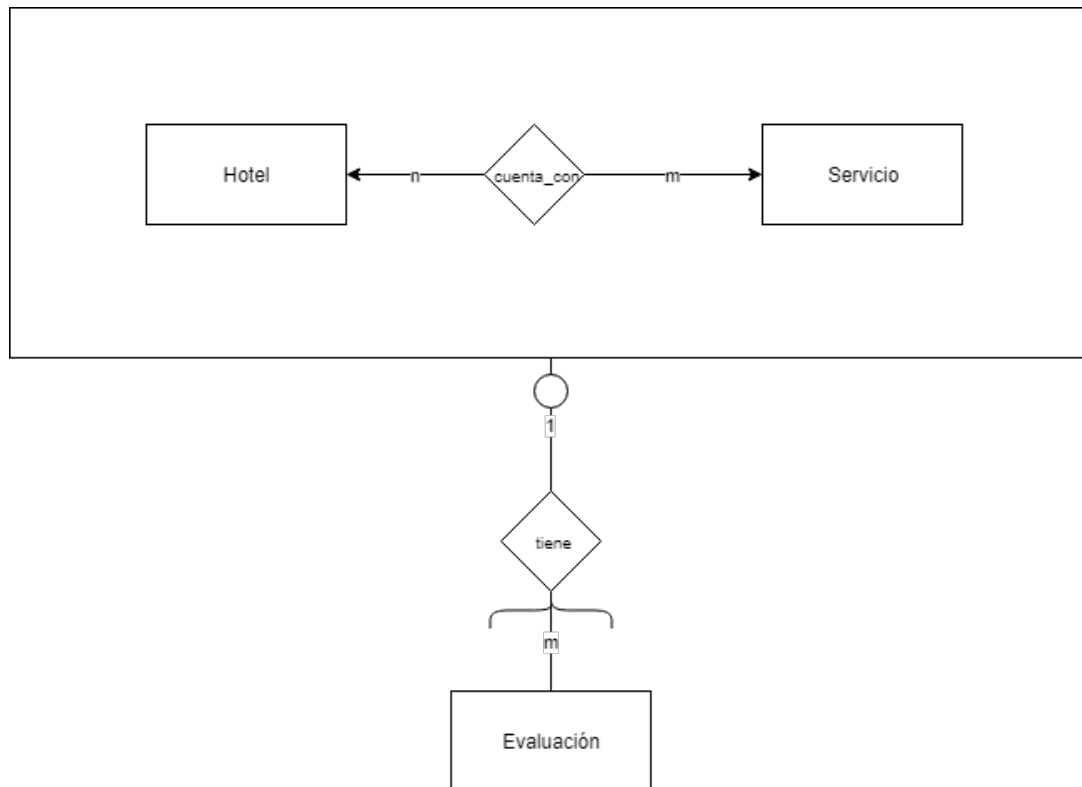 Hotel
n
cuenta_con
m
Servicio
1
tiene
m
Evaluación